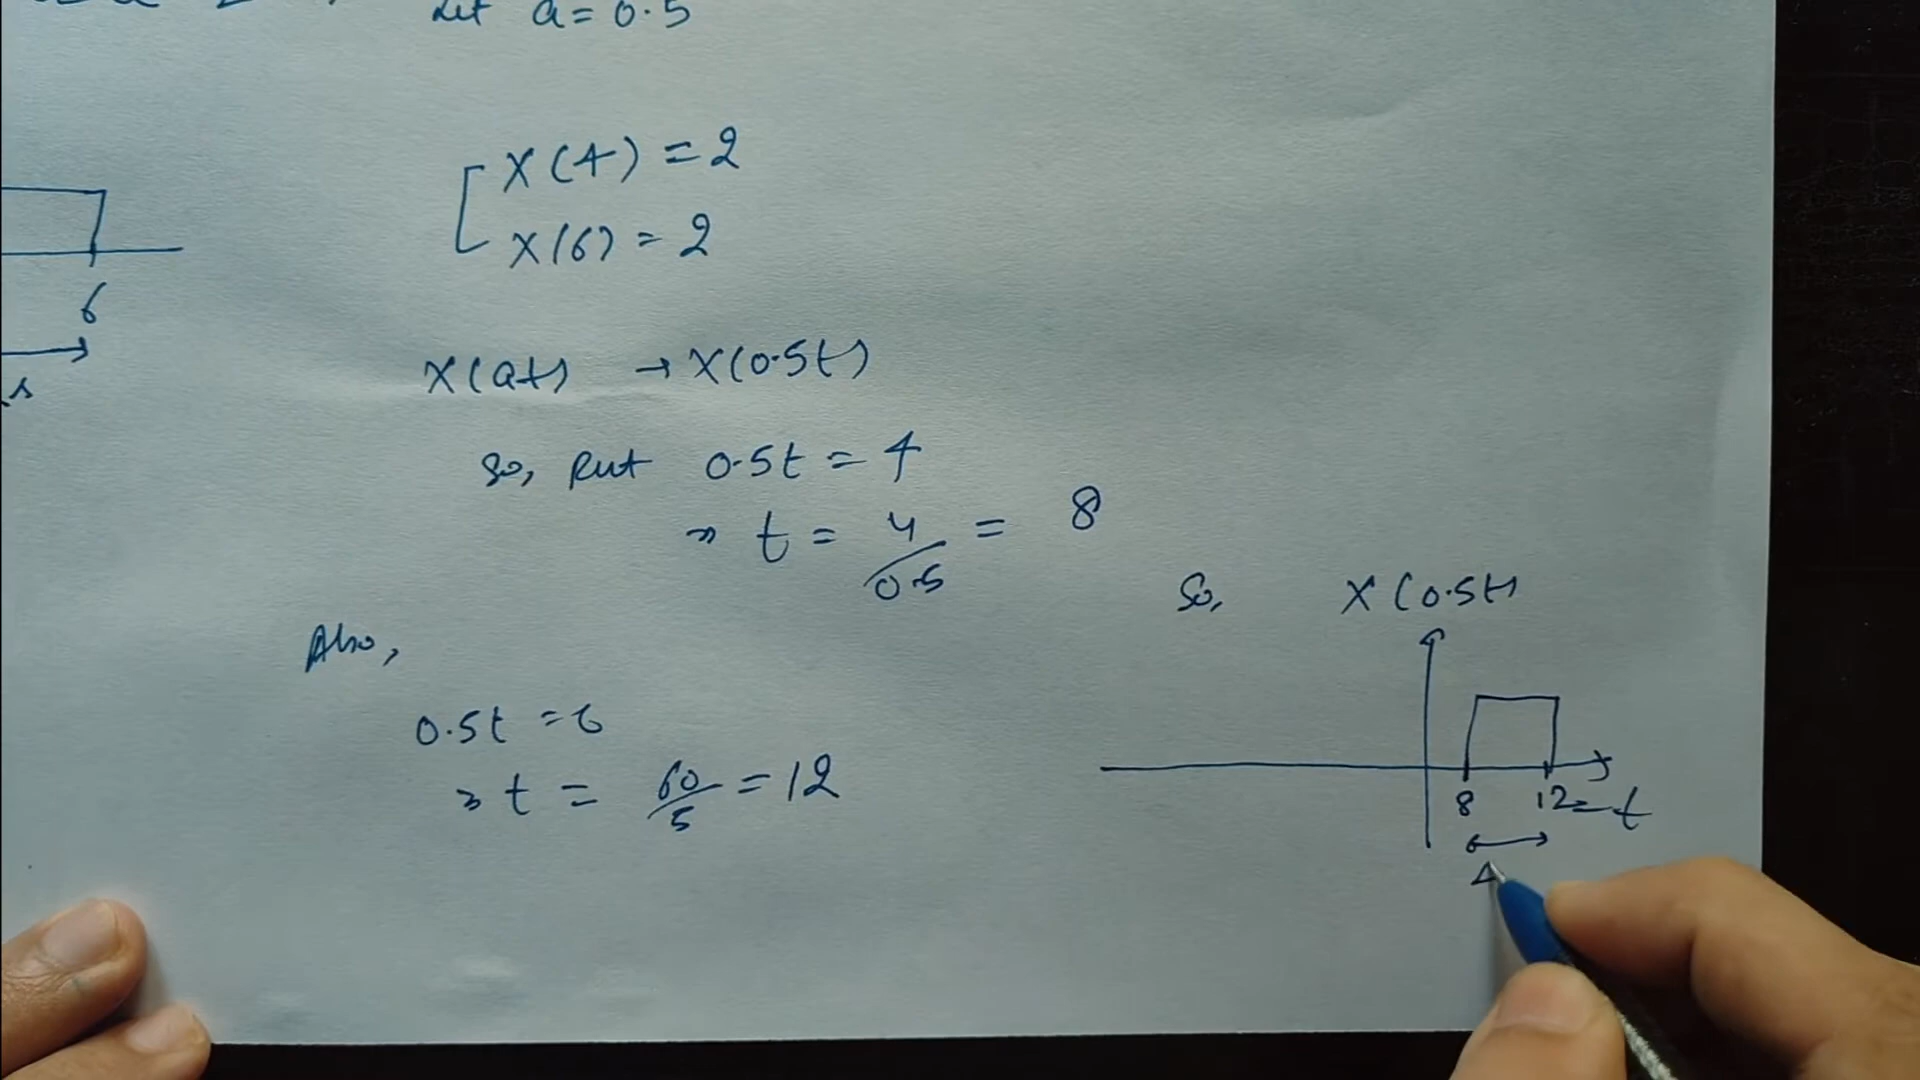 Let a = 0.5
X(4) = 2
X(6) = 2
6
X(at) → X(0.5t)
So, Put 0.5t = 4
⇒ t = 4/0.5 = 8
So, X(0.5t)
Also,
0.5t = 6
⇒ t = 60/5 = 12
8 12 t
4